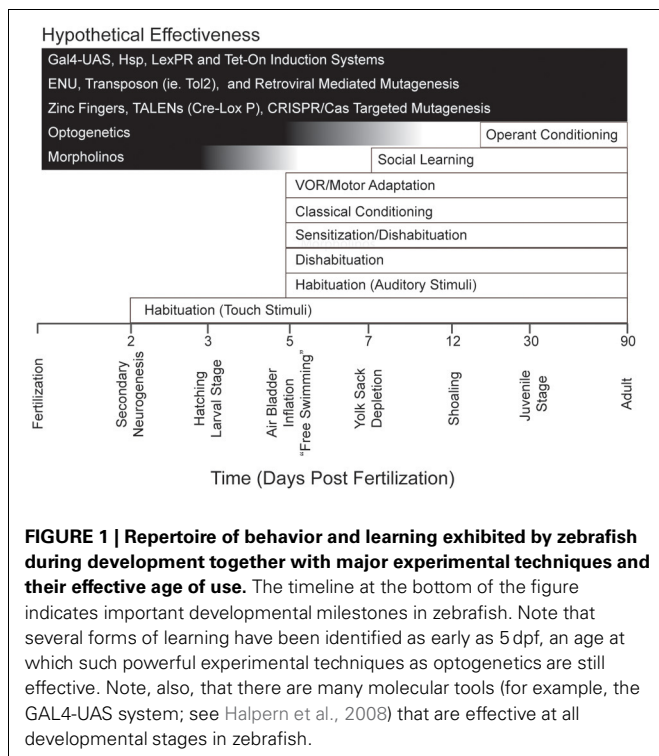 Hypothetical Effectiveness
Gal4-UAS, Hsp, LexPR and Tet-On Induction Systems
ENU, Transposon (ie. Tol2), and Retroviral Mediated Mutagenesis
Zinc Fingers, TALENs (Cre-Lox P), CRISPR/Cas Targeted Mutagenesis
Optogenetics
Operant Conditioning
Morpholinos
Social Learning
VOR/Motor Adaptation
Classical Conditioning
Sensitization/Dishabituation
Dishabituation
Habituation (Auditory Stimuli)
Habituation (Touch Stimuli)
2 3 5 7 12 30 90
Fertilization
Secondary
Neurogenesis
Hatching
Larval Stage
Air Bladder
Inflation
"Free Swimming"
Yolk Sack
Depletion
Shoaling
Juvenile
Stage
Adult
Time (Days Post Fertilization)
FIGURE 1 | Repertoire of behavior and learning exhibited by zebrafish
during development together with major experimental techniques and
their effective age of use. The timeline at the bottom of the figure
indicates important developmental milestones in zebrafish. Note that
several forms of learning have been identified as early as 5 dpf, an age at
which such powerful experimental techniques as optogenetics are still
effective. Note, also, that there are many molecular tools (for example, the
GAL4-UAS system; see Halpern et al., 2008) that are effective at all
developmental stages in zebrafish.